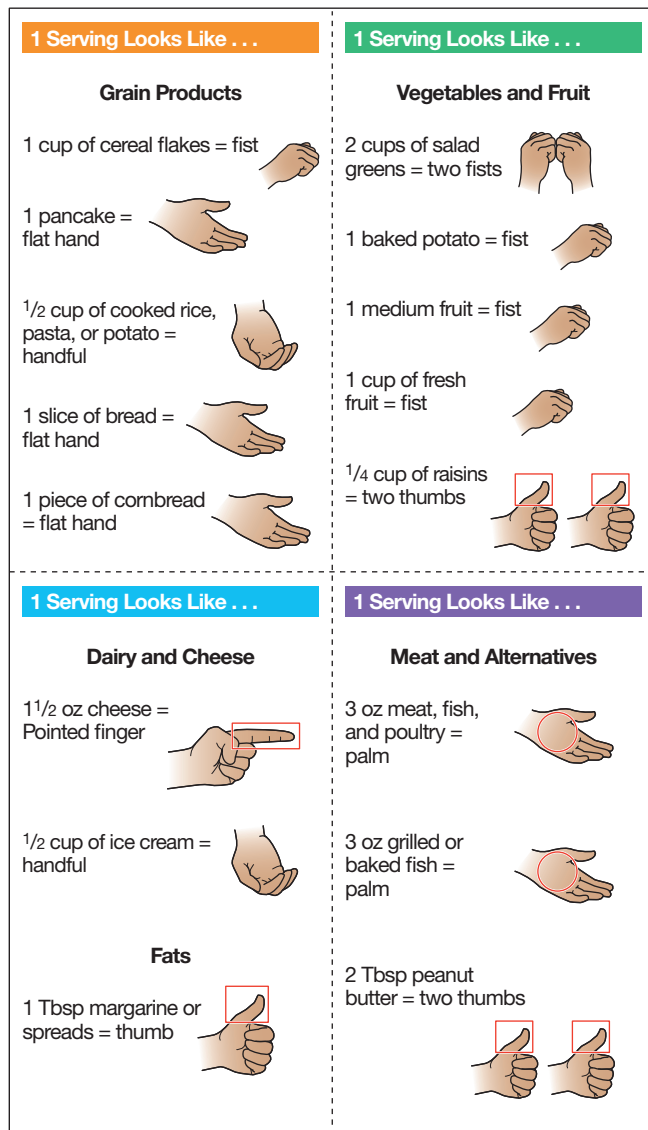 1 Serving Looks Like . . .
Grain Products
1 cup of cereal flakes = fist
1 pancake =
flat hand
1/2 cup of cooked rice,
pasta, or potato =
handful
1 slice of bread =
flat hand
1 piece of cornbread
= flat hand
1 Serving Looks Like . . .
Vegetables and Fruit
2 cups of salad
greens = two fists
1 baked potato = fist
1 medium fruit = fist
1 cup of fresh
fruit = fist
1/4 cup of raisins
= two thumbs
1 Serving Looks Like . . .
Dairy and Cheese
1 1/2 oz cheese =
Pointed finger
1/2 cup of ice cream =
handful
Fats
1 Tbsp margarine or
spreads = thumb
1 Serving Looks Like . . .
Meat and Alternatives
3 oz meat, fish,
and poultry =
palm
3 oz grilled or
baked fish =
palm
2 Tbsp peanut
butter = two thumbs